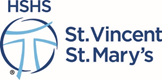 HSHS
St. Vincent
St. Mary's
®